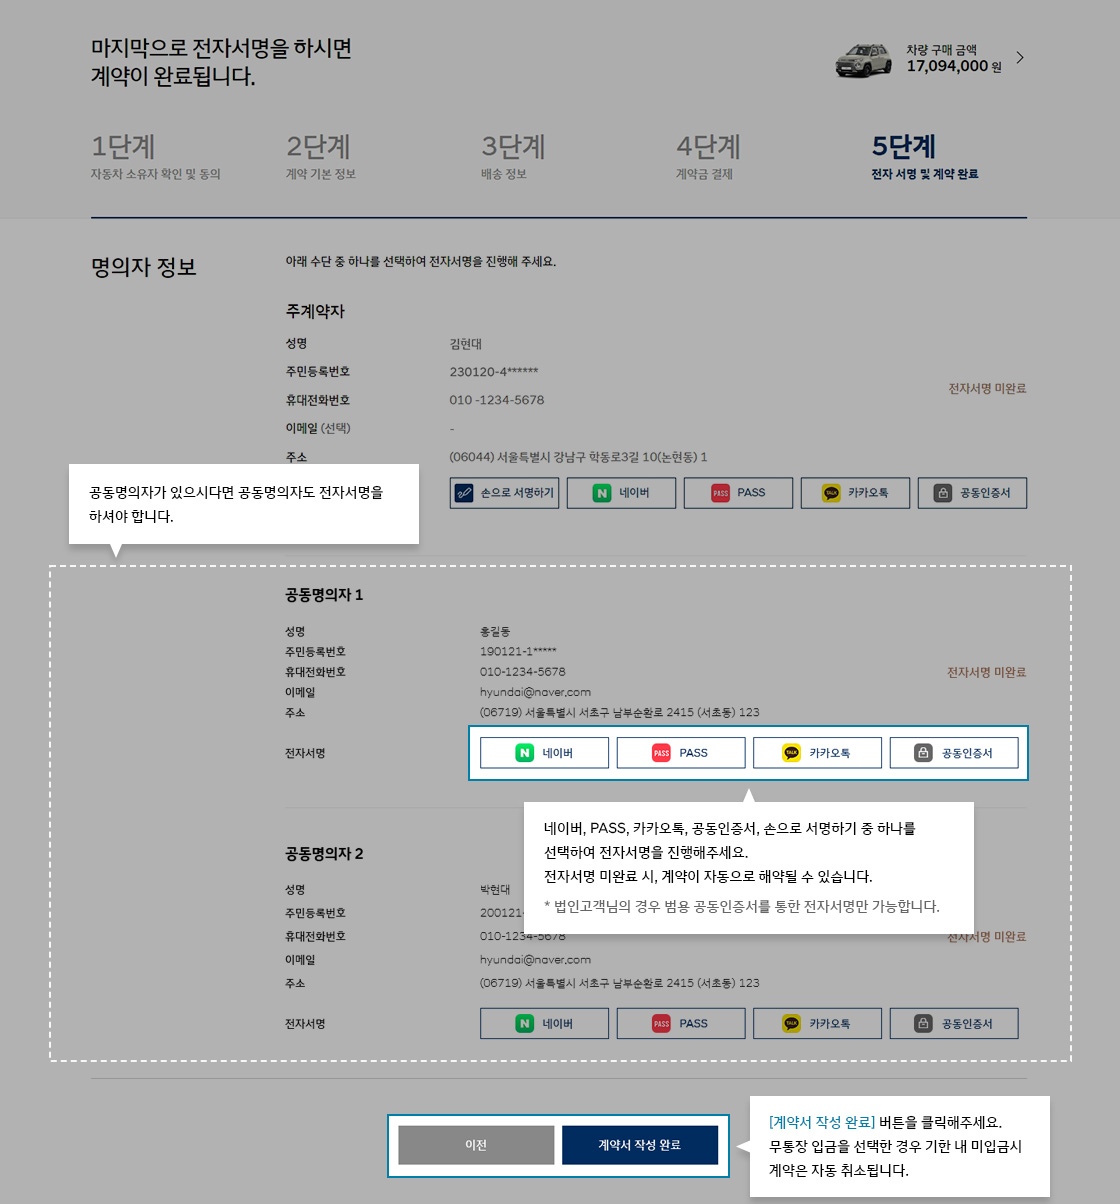 마지막으로 전자서명을 하시면
계약이 완료됩니다.
차량 구매 금액
17,094,000 원
1단계
자동차 소유자 확인 및 동의
2단계
계약 기본 정보
3단계
배송 정보
4단계
계약금 결제
5단계
전자 서명 및 계약 완료
명의자 정보
아래 수단 중 하나를 선택하여 전자서명을 진행해 주세요.
주계약자
성명 김현대
주민등록번호 230120-4******
전자서명 미완료
휴대전화번호 010 -1234-5678
이메일 (선택) -
주소 (06044) 서울특별시 강남구 학동로3길 10(논현동) 1
손으로 서명하기 N 네이버 PASS PASS TALK 카카오톡 공동인증서
공동명의자가 있으시다면 공동명의자도 전자서명을
하셔야 합니다.
공동명의자 1
성명 홍길동
주민등록번호 190121-1*****
휴대전화번호 010-1234-5678
전자서명 미완료
이메일 hyundai@naver.com
주소 (06719) 서울특별시 서초구 남부순환로 2415 (서초동) 123
전자서명 N 네이버 PASS PASS TALK 카카오톡 공동인증서
네이버, PASS, 카카오톡, 공동인증서, 손으로 서명하기 중 하나를
선택하여 전자서명을 진행해주세요.
전자서명 미완료 시, 계약이 자동으로 해약될 수 있습니다.
* 법인고객님의 경우 범용 공동인증서를 통한 전자서명만 가능합니다.
공동명의자 2
성명 박현대
주민등록번호 200121-
휴대전화번호 010-1234-5678
전자서명 미완료
이메일 hyundai@naver.com
주소 (06719) 서울특별시 서초구 남부순환로 2415 (서초동) 123
전자서명 N 네이버 PASS PASS TALK 카카오톡 공동인증서
이전 계약서 작성 완료
[계약서 작성 완료] 버튼을 클릭해주세요.
무통장 입금을 선택한 경우 기한 내 미입금시
계약은 자동 취소됩니다.